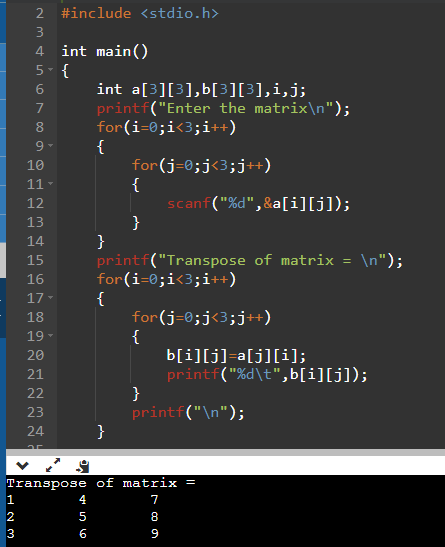 2 #include <stdio.h>
3
4 int main()
5 {
6 int a[3][3],b[3][3],i,j;
7 printf("Enter the matrix\n");
8 for(i=0;i<3;i++)
9 {
10 for(j=0;j<3;j++)
11 {
12 scanf("%d",&a[i][j]);
13 }
14 }
15 printf("Transpose of matrix = \n");
16 for(i=0;i<3;i++)
17 {
18 for(j=0;j<3;j++)
19 {
20 b[i][j]=a[j][i];
21 printf("%d\t",b[i][j]);
22 }
23 printf("\n");
24 }
Transpose of matrix =
1 4 7
2 5 8
3 6 9